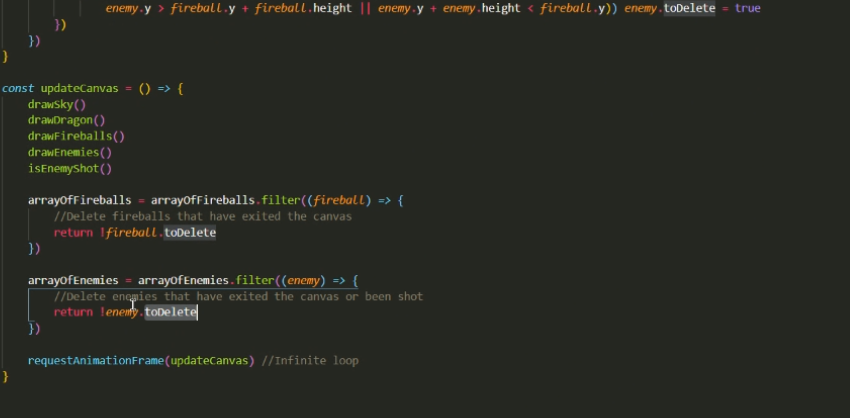 enemy.y > fireball.y + fireball.height || enemy.y + enemy.height < fireball.y)) enemy.toDelete = true
})
})
}
const updateCanvas = () => {
drawSky()
drawDragon()
drawFireballs()
drawEnemies()
isEnemyShot()
arrayOfFireballs = arrayOfFireballs.filter((fireball) => {
//Delete fireballs that have exited the canvas
return !fireball.toDelete
})
arrayOfEnemies = arrayOfEnemies.filter((enemy) => {
//Delete enemies that have exited the canvas or been shot
return !enemy.toDelete
})
requestAnimationFrame(updateCanvas) //Infinite loop
}